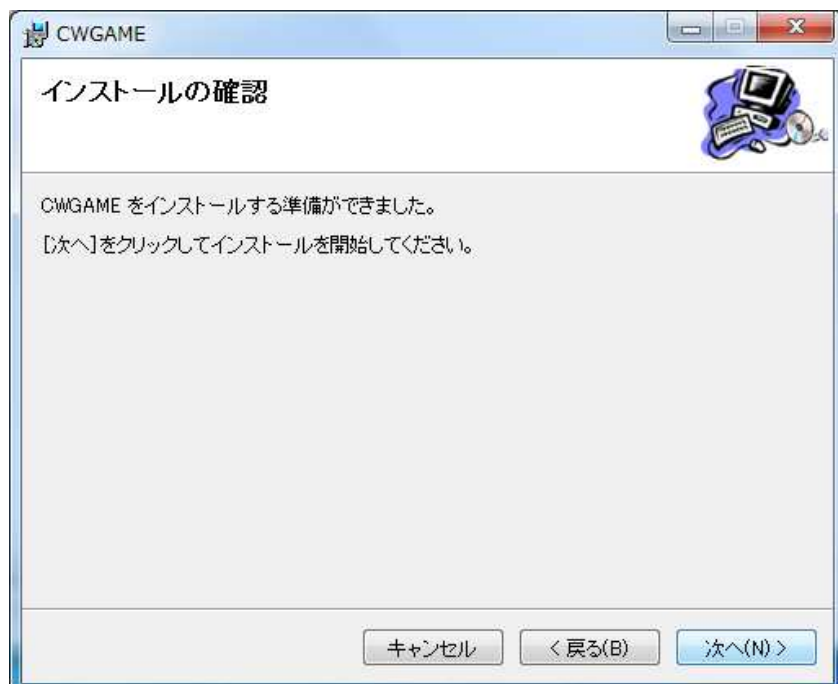 CWGAME
インストールの確認
CWGAME をインストールする準備ができました。
[次へ]をクリックしてインストールを開始してください。
キャンセル
< 戻る(B)
次へ(N) >